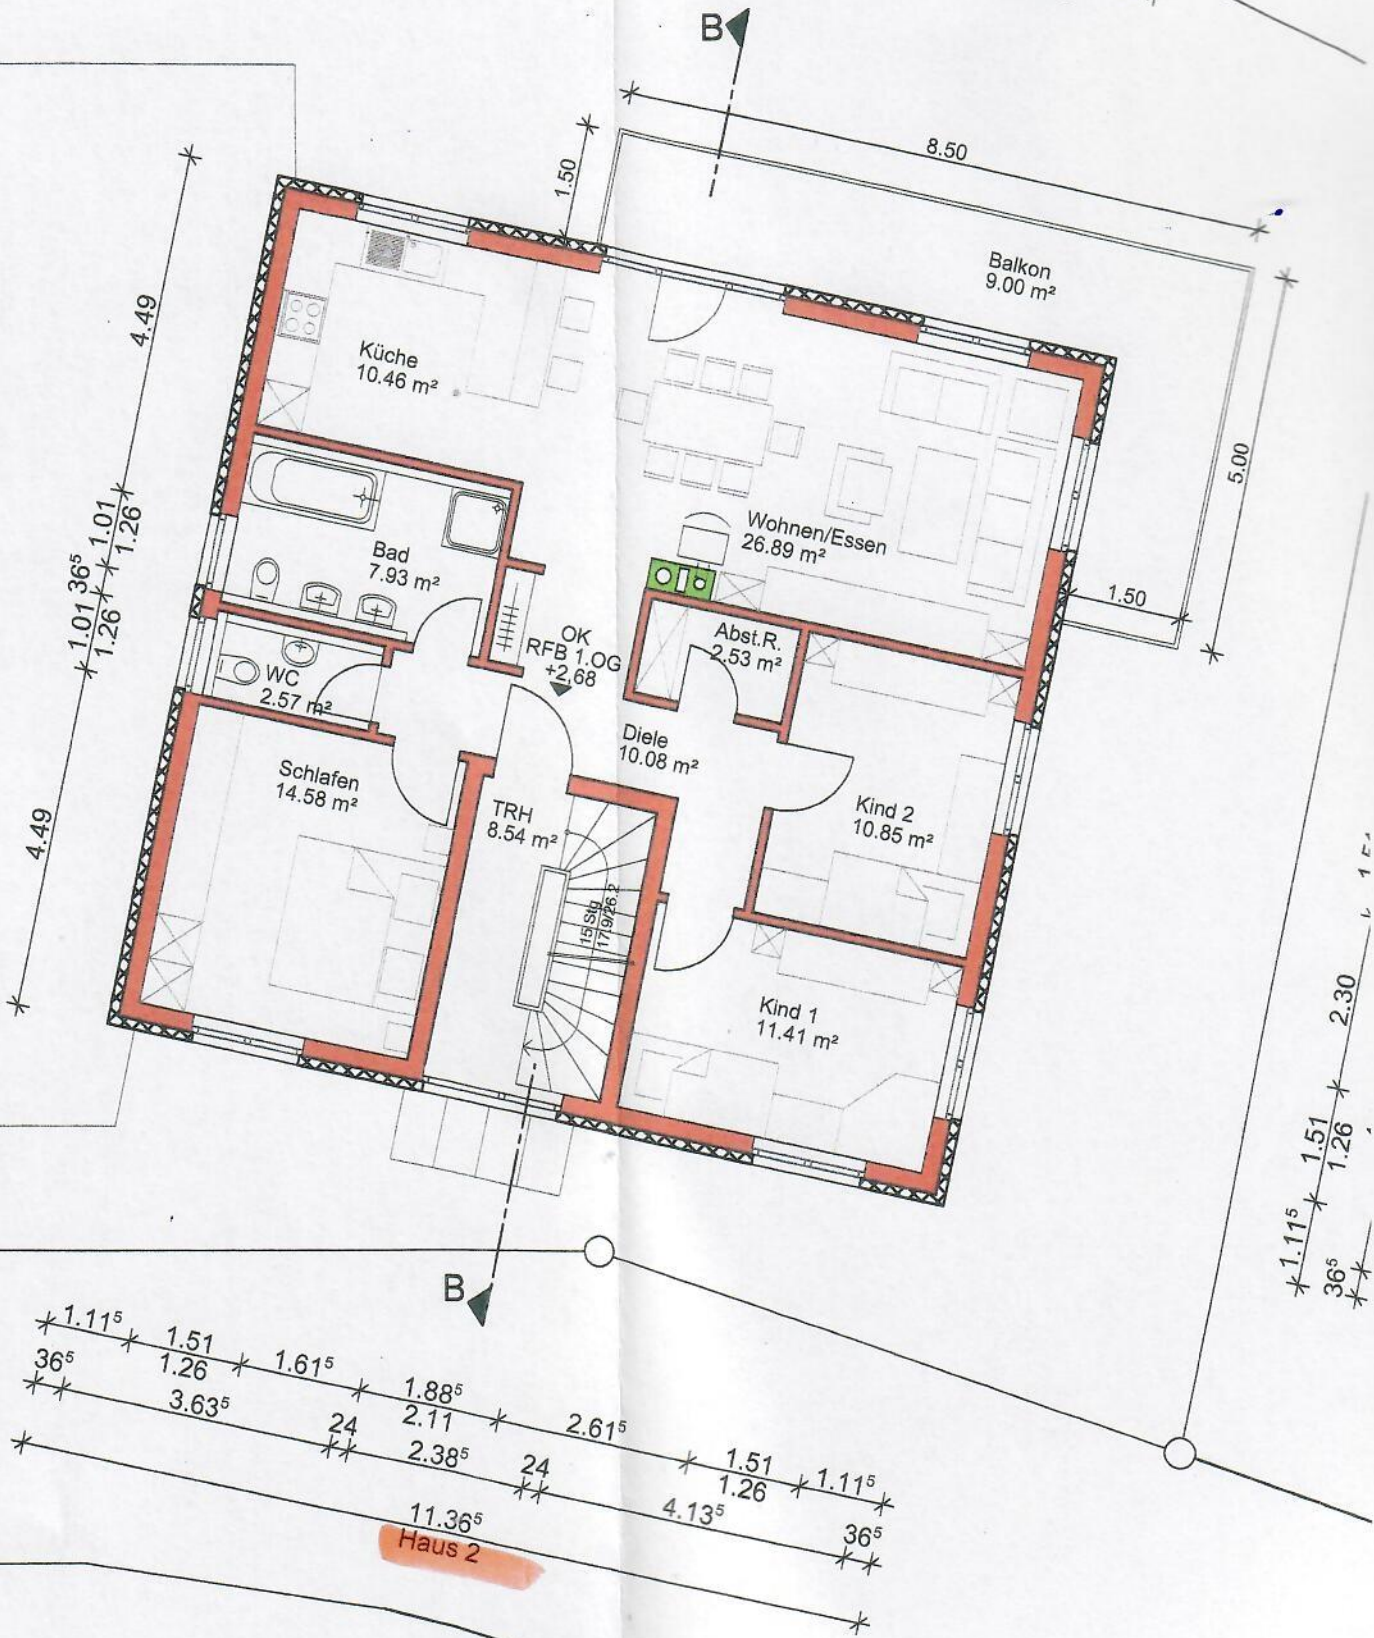 B
8.50
1.50
Balkon
9.00 m²
4.49
Küche
10.46 m²
5.00
1.01
1.26
36⁵
1.01
1.26
Bad
7.93 m²
Wohnen/Essen
26.89 m²
1.50
OK
RFB 1.OG
+2,68
Abst.R.
2.53 m²
WC
2.57 m²
Diele
10.08 m²
Schlafen
14.58 m²
TRH
8.54 m²
Kind 2
10.85 m²
4.49
15 Stg
17.9/26.2
Kind 1
11.41 m²
2.30
1.51
1.26
1.11⁵
36⁵
B
1.11⁵
1.51
1.26
1.61⁵
1.88⁵
2.11
2.61⁵
1.51
1.26
1.11⁵
36⁵
3.63⁵
24
2.38⁵
24
4.13⁵
36⁵
11.36⁵
Haus 2